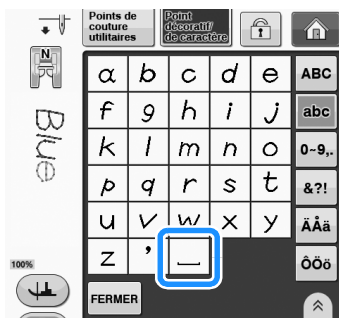 Points de couture utilitaires
Point décoratif/ de caractère
N
Blue
100%
a b c d e ABC
f g h i j abc
k l m n o 0~9,.
p q r s t &?!
u v w x y ÄÅä
z ’ ÔÖö
FERMER